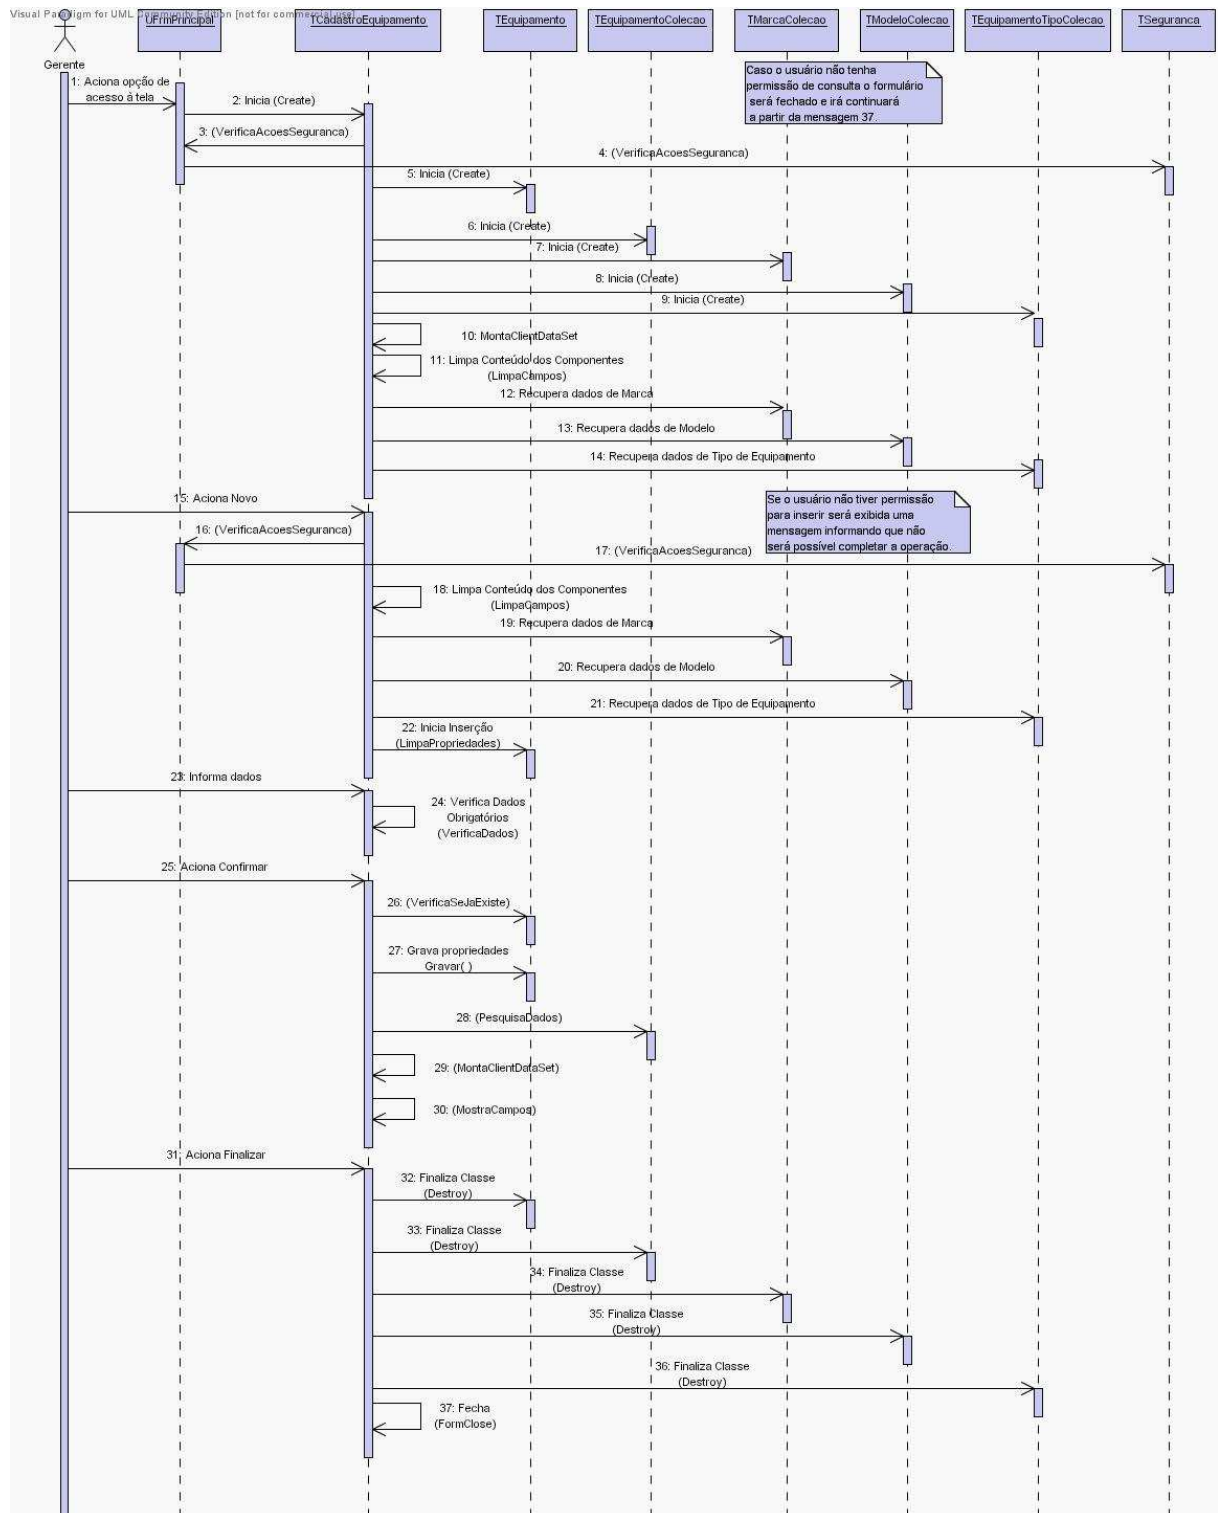 Visual Paradigm for UML Community Edition [not for commercial use]
UFrmPrincipal
TCadastroEquipamento
TEquipamento
TEquipamentoColecao
TMarcaColecao
TModeloColecao
TEquipamentoTipoColecao
TSeguranca
Gerente
Caso o usuário não tenha
permissão de consulta o formulário
será fechado e irá continuará
a partir da mensagem 37.
1: Aciona opção de
acesso à tela
2: Inicia (Create)
3: (VerificaAcoesSeguranca)
4: (VerificaAcoesSeguranca)
5: Inicia (Create)
6: Inicia (Create)
7: Inicia (Create)
8: Inicia (Create)
9: Inicia (Create)
10: MontaClientDataSet
11: Limpa Conteúdo dos Componentes
(LimpaCampos)
12: Recupera dados de Marca
13: Recupera dados de Modelo
14: Recupera dados de Tipo de Equipamento
15: Aciona Novo
Se o usuário não tiver permissão
para inserir será exibida uma
mensagem informando que não
será possível completar a operação.
16: (VerificaAcoesSeguranca)
17: (VerificaAcoesSeguranca)
18: Limpa Conteúdo dos Componentes
(LimpaCampos)
19: Recupera dados de Marca
20: Recupera dados de Modelo
21: Recupera dados de Tipo de Equipamento
22: Inicia Inserção
(LimpaPropriedades)
23: Informa dados
24: Verifica Dados
Obrigatórios
(VerificaDados)
25: Aciona Confirmar
26: (VerificaSeJaExiste)
27: Grava propriedades
Gravar( )
28: (PesquisaDados)
29: (MontaClientDataSet)
30: (MostraCampos)
31: Aciona Finalizar
32: Finaliza Classe
(Destroy)
33: Finaliza Classe
(Destroy)
34: Finaliza Classe
(Destroy)
35: Finaliza Classe
(Destroy)
36: Finaliza Classe
(Destroy)
37: Fecha
(FormClose)